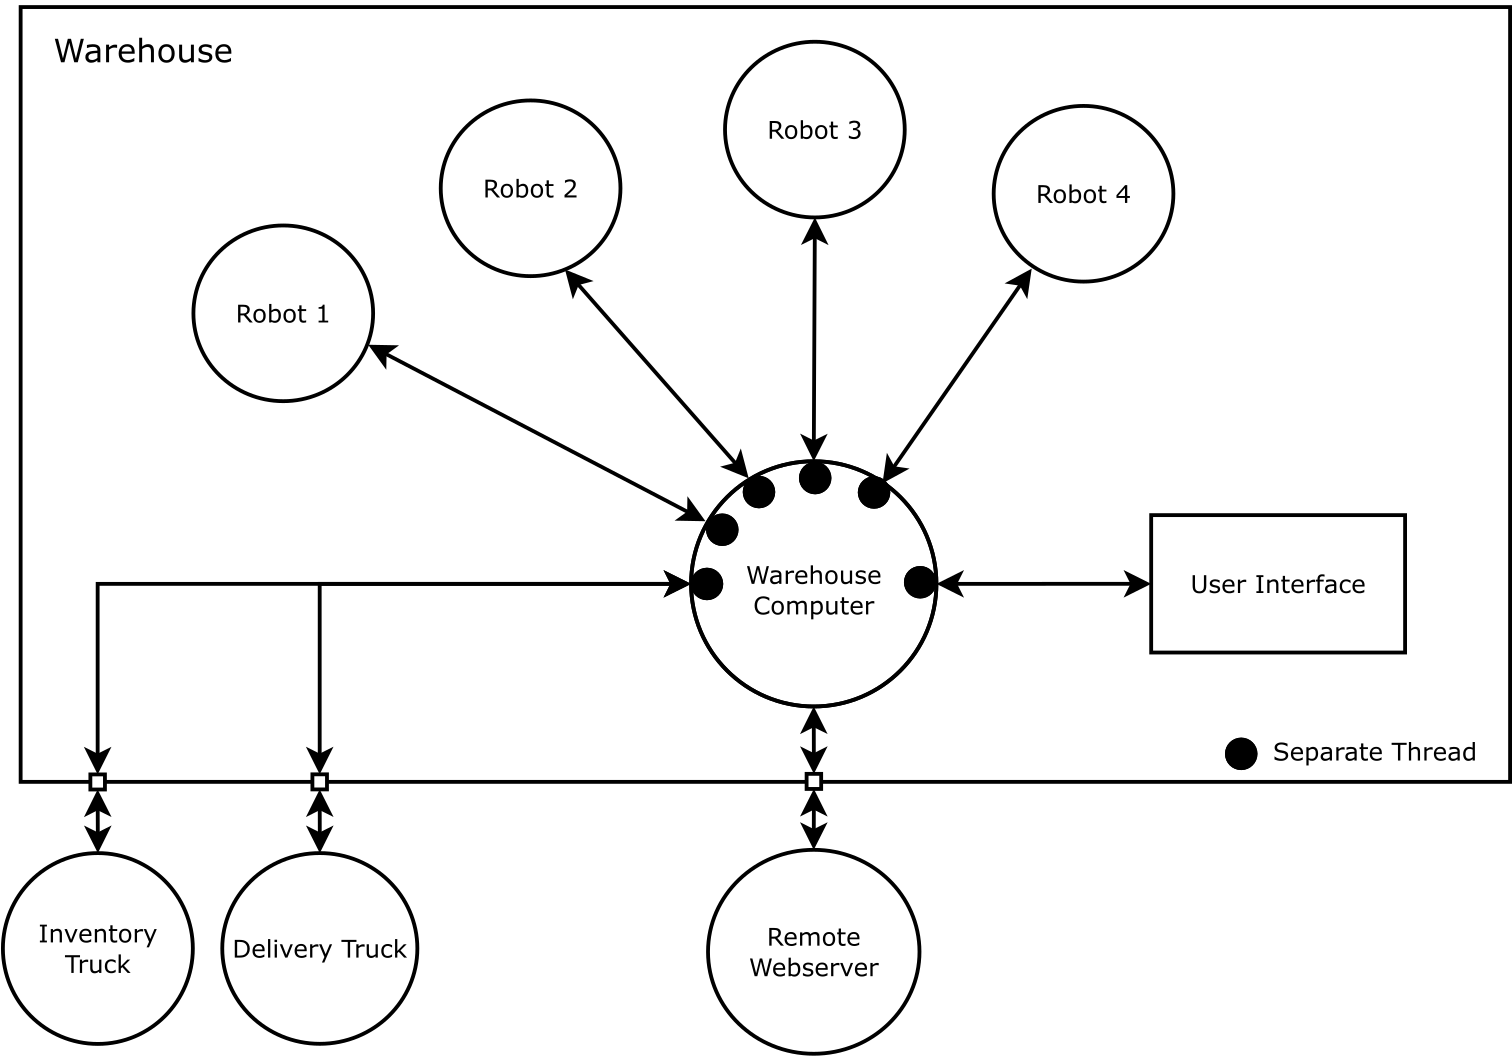 Warehouse
Robot 3
Robot 2
Robot 4
Robot 1
Warehouse
Computer
User Interface
Separate Thread
Inventory
Truck
Delivery Truck
Remote
Webserver